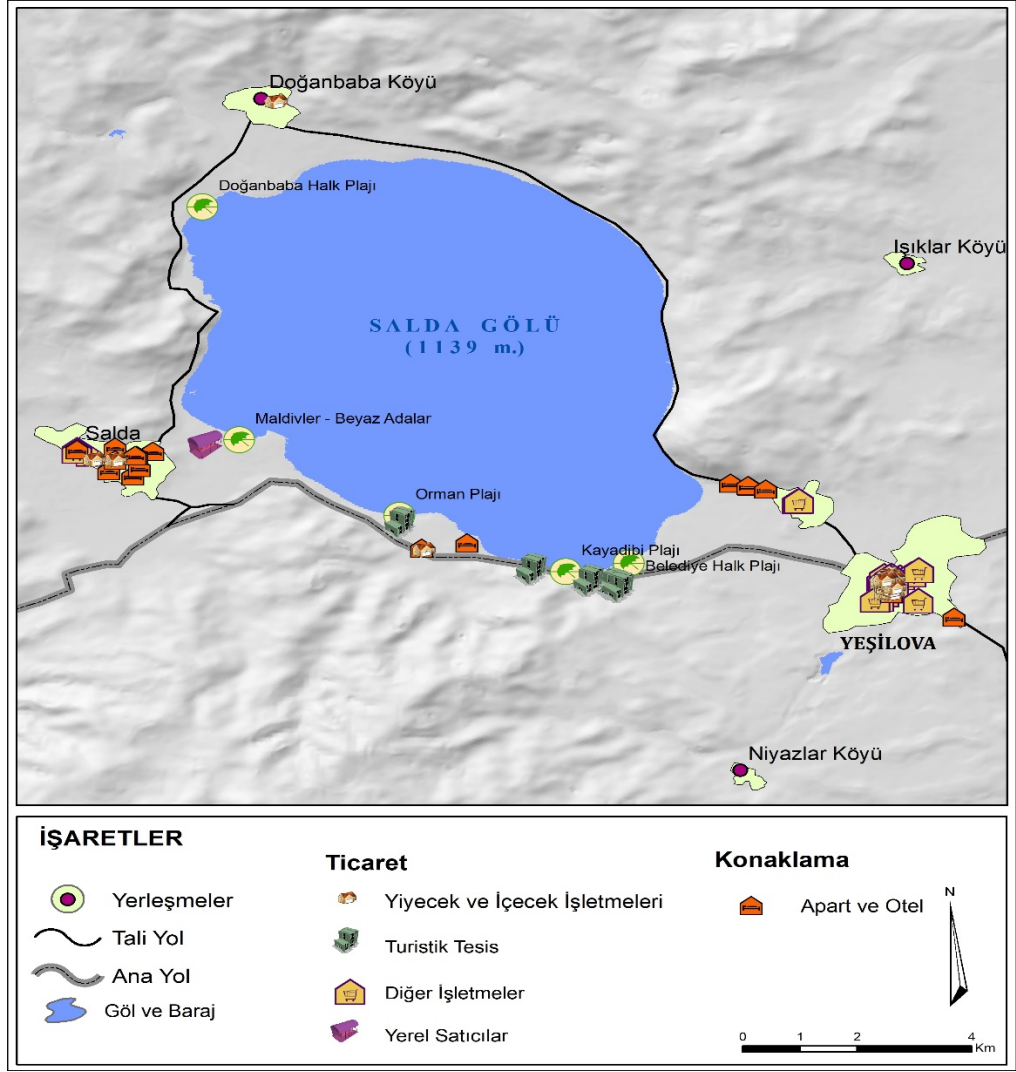 Doğanbaba Köyü
Doğanbaba Halk Plajı
Işıklar Köyü
SALDA GÖLÜ
(1139 m.)
Maldivler - Beyaz Adalar
Salda
Orman Plajı
Kayadibi Plajı
Belediye Halk Plajı
YEŞİLOVA
Niyazlar Köyü
İŞARETLER
Yerleşmeler
Tali Yol
Ana Yol
Göl ve Baraj
Ticaret
Yiyecek ve İçecek İşletmeleri
Turistik Tesis
Diğer İşletmeler
Yerel Satıcılar
Konaklama
Apart ve Otel
N
0 1 2 4
Km